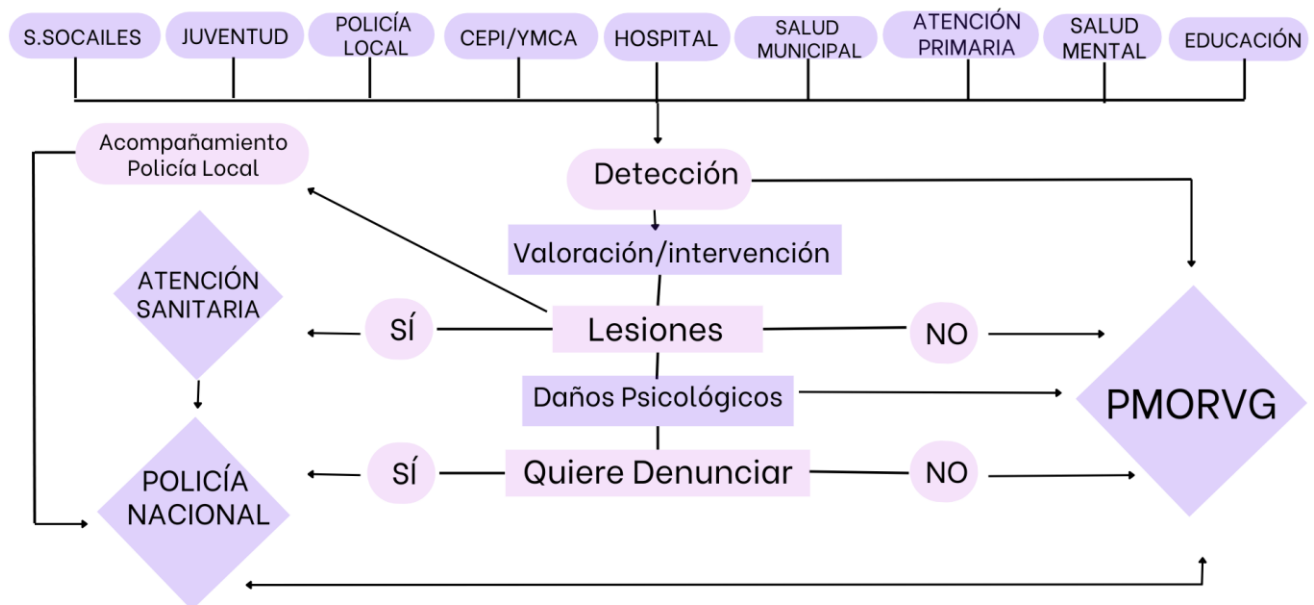 S.SOCAILES
JUVENTUD
POLICÍA
LOCAL
CEPI/YMCA
HOSPITAL
SALUD
MUNICIPAL
ATENCIÓN
PRIMARIA
SALUD
MENTAL
EDUCACIÓN
Acompañamiento
Policía Local
Detección
Valoración/intervención
ATENCIÓN
SANITARIA
SÍ
Lesiones
NO
Daños Psicológicos
PMORVG
POLICÍA
NACIONAL
SÍ
Quiere Denunciar
NO